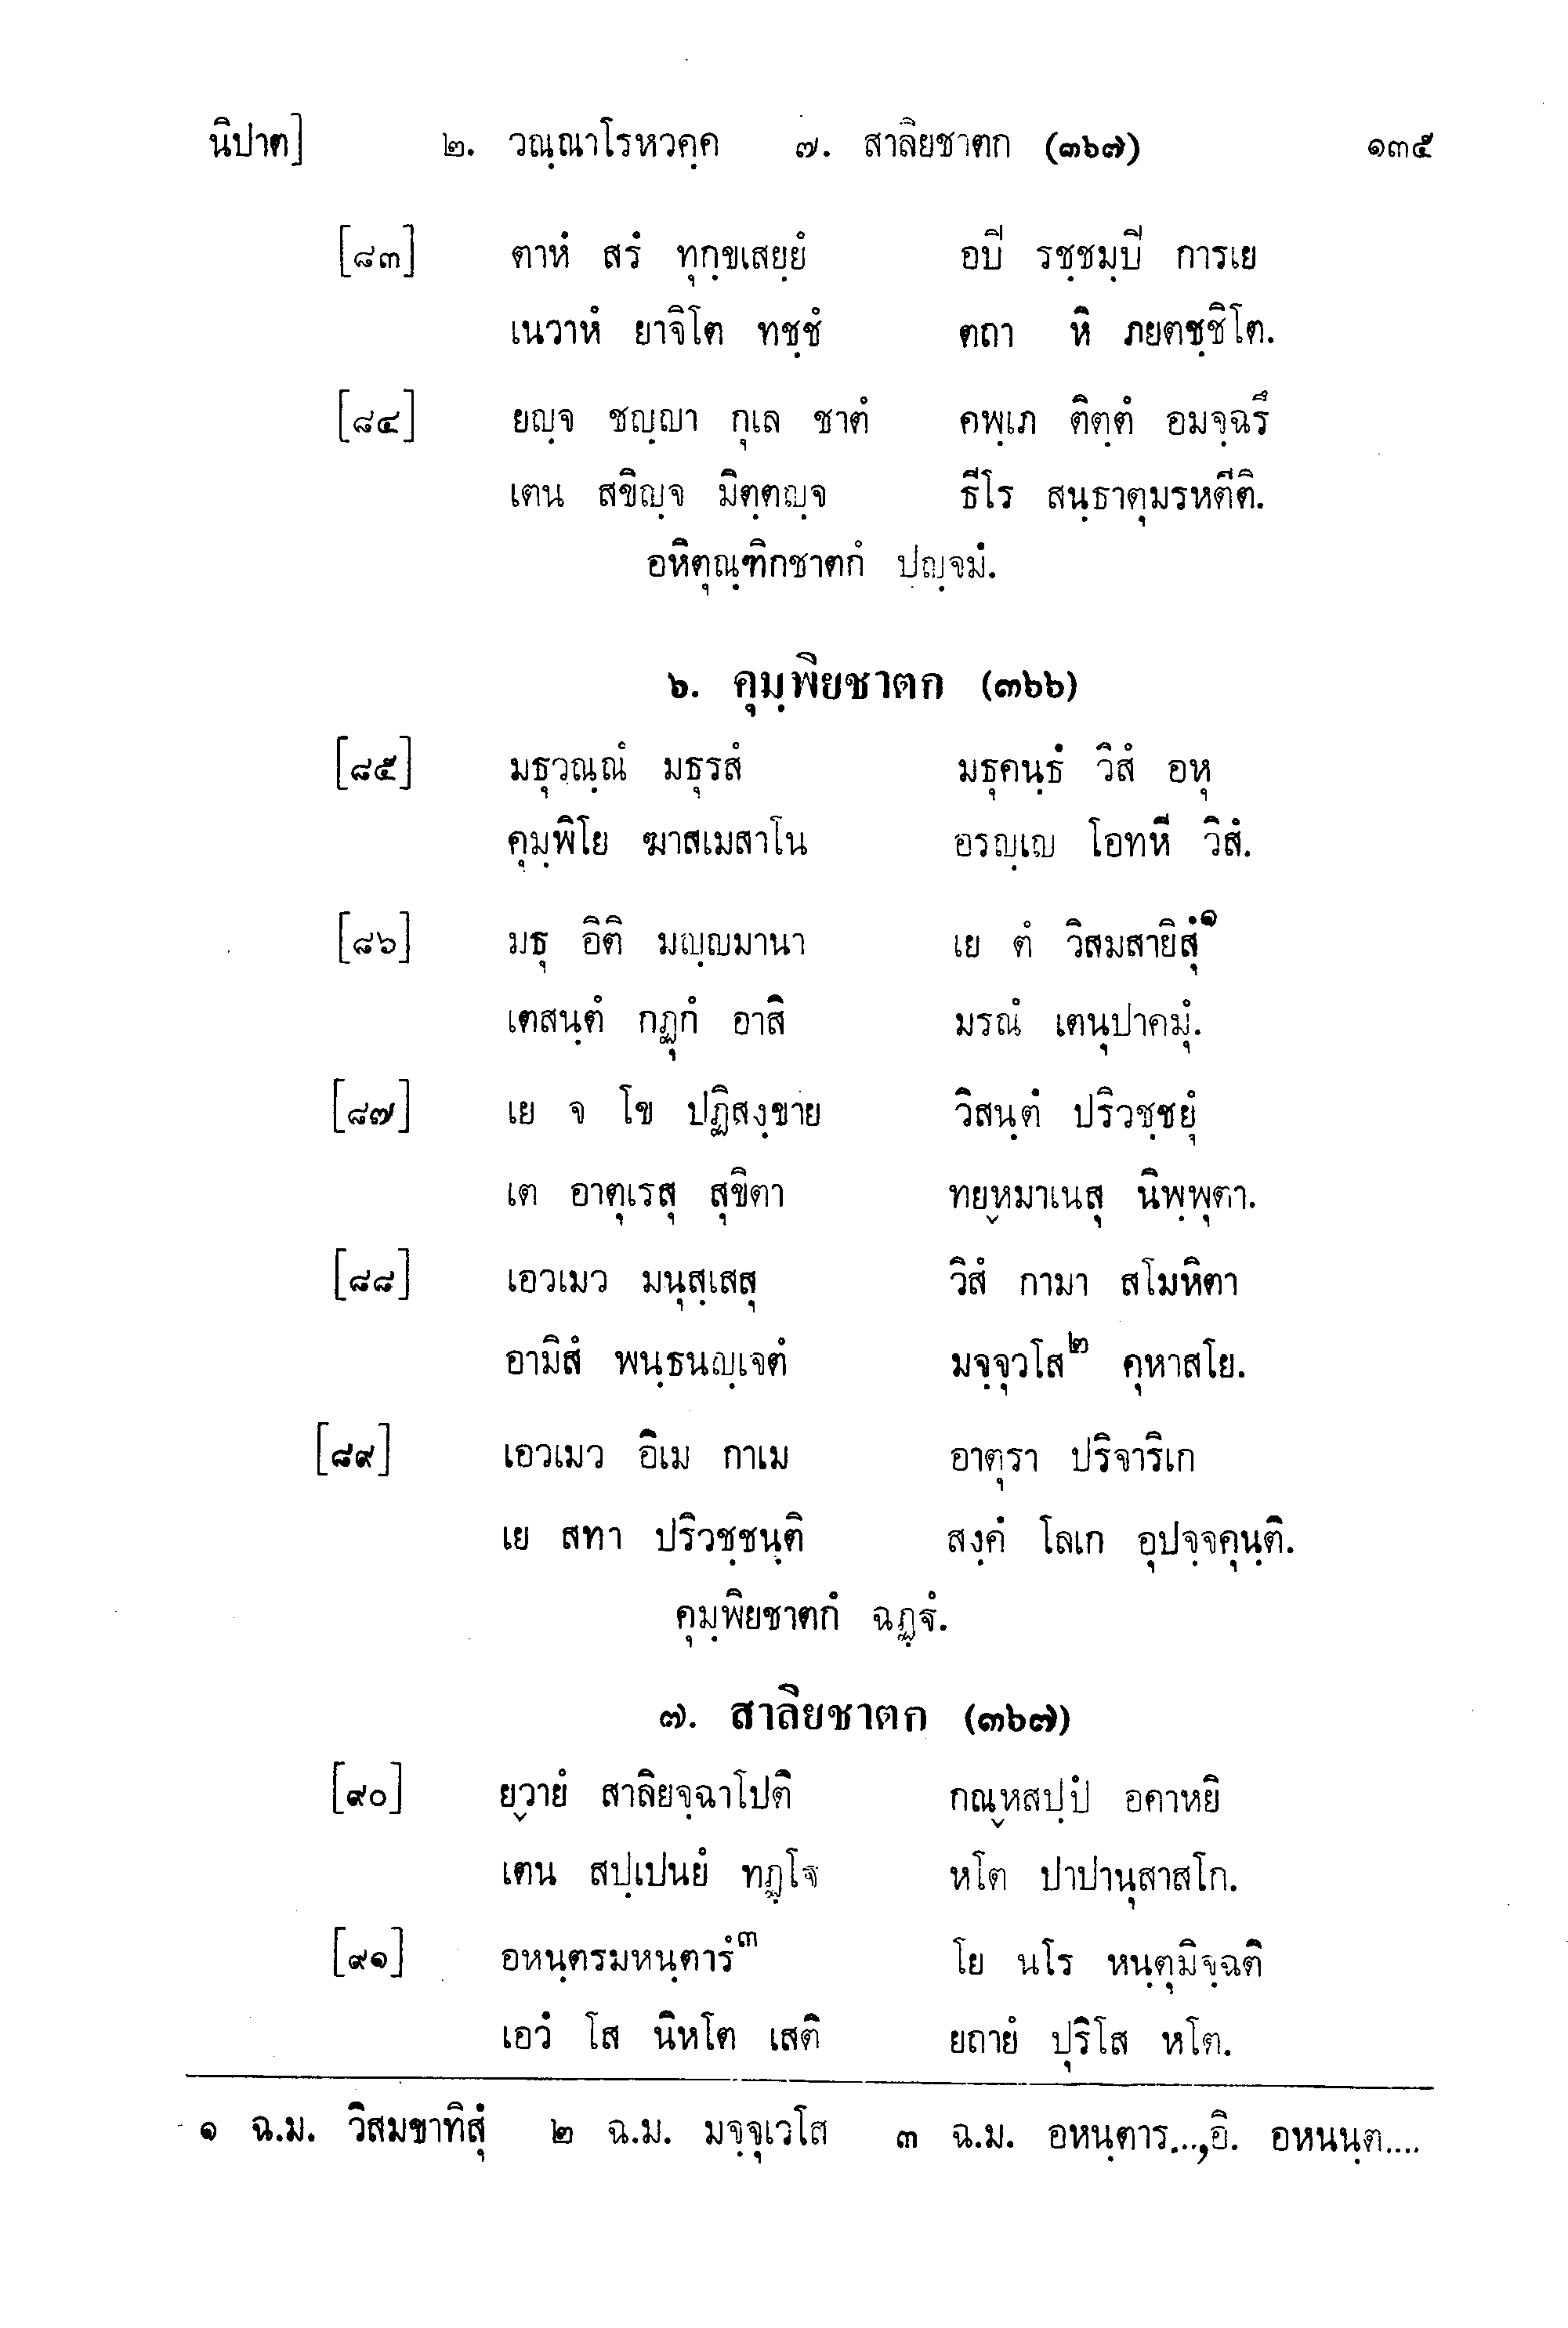 นิปาต] ๒. วณฺณาโรหวคฺค ๗. สาลิยชาตก (๓๖๗) ๑๓๕
[๘๓] ตาหํ สรํ ทุกฺขเสยฺยํ อปิ รชฺชมฺปิ การเย
เนวาหํ ยาจิโต ทชฺชํ ตถา หิ ภยตชฺชิโต.
[๘๔] ยญฺจ ชญฺญา กุเล ชาตํ คพฺเภ ติตฺตํ อมจฺฉรึ
เตน สขิญฺจ มิตฺตญฺจ ธีโร สนฺธาตุมรหตีติ.
อหิตุณฺฑิกชาตกํ ปญฺจมํ.
๖. คุมฺพิยชาตก (๓๖๖)
[๘๕] มธุวณฺณํ มธุรสํ มธุคนฺธํ วิสํ อหุ
คุมฺพิโย ฆาสเมสาโน อรญฺเญ โอทหี วิสํ.
[๘๖] มธุ อิติ มญฺญมานา เย ตํ วิสมสายิสุํ๑
เตสนฺตํ กฏุกํ อาสิ มรณํ เตนุปาคมุํ.
[๘๗] เย จ โข ปฏิสงฺขาย วิสนฺตํ ปริวชฺชยุํ
เต อาตุเรสุ สุขิตา ทยฺหมาเนสุ นิพฺพุตา.
[๘๘] เอวเมว มนุสฺเสสุ วิสํ กามา สโมหิตา
อามิสํ พนฺธนญฺเจตํ มจฺจุวโส๒ คุหาสโย.
[๘๙] เอวเมว อิเม กาเม อาตุรา ปริจาริเก
เย สทา ปริวชฺชนฺติ สงฺคํ โลเก อุปจฺจคุนฺติ.
คุมฺพิยชาตกํ ฉฏฺฐํ.
๗. สาลิยชาตก (๓๖๗)
[๙๐] ยฺวายํ สาลิยจฺฉาโปติ กณฺหสปฺปํ อคาหยิ
เตน สปฺเปนยํ ทฏฺโฐ หโต ปาปานุสาสโก.
[๙๑] อหนฺตรมหนฺตารํ๓ โย นโร หนฺตุมิจฺฉติ
เอวํ โส นิหโต เสติ ยถายํ ปุริโส หโต.
๑ ฉ.ม. วิสมขาทิสุํ ๒ ฉ.ม. มจฺจุเวโส ๓ ฉ.ม. อหนฺตาร...,อิ. อหนนฺต....